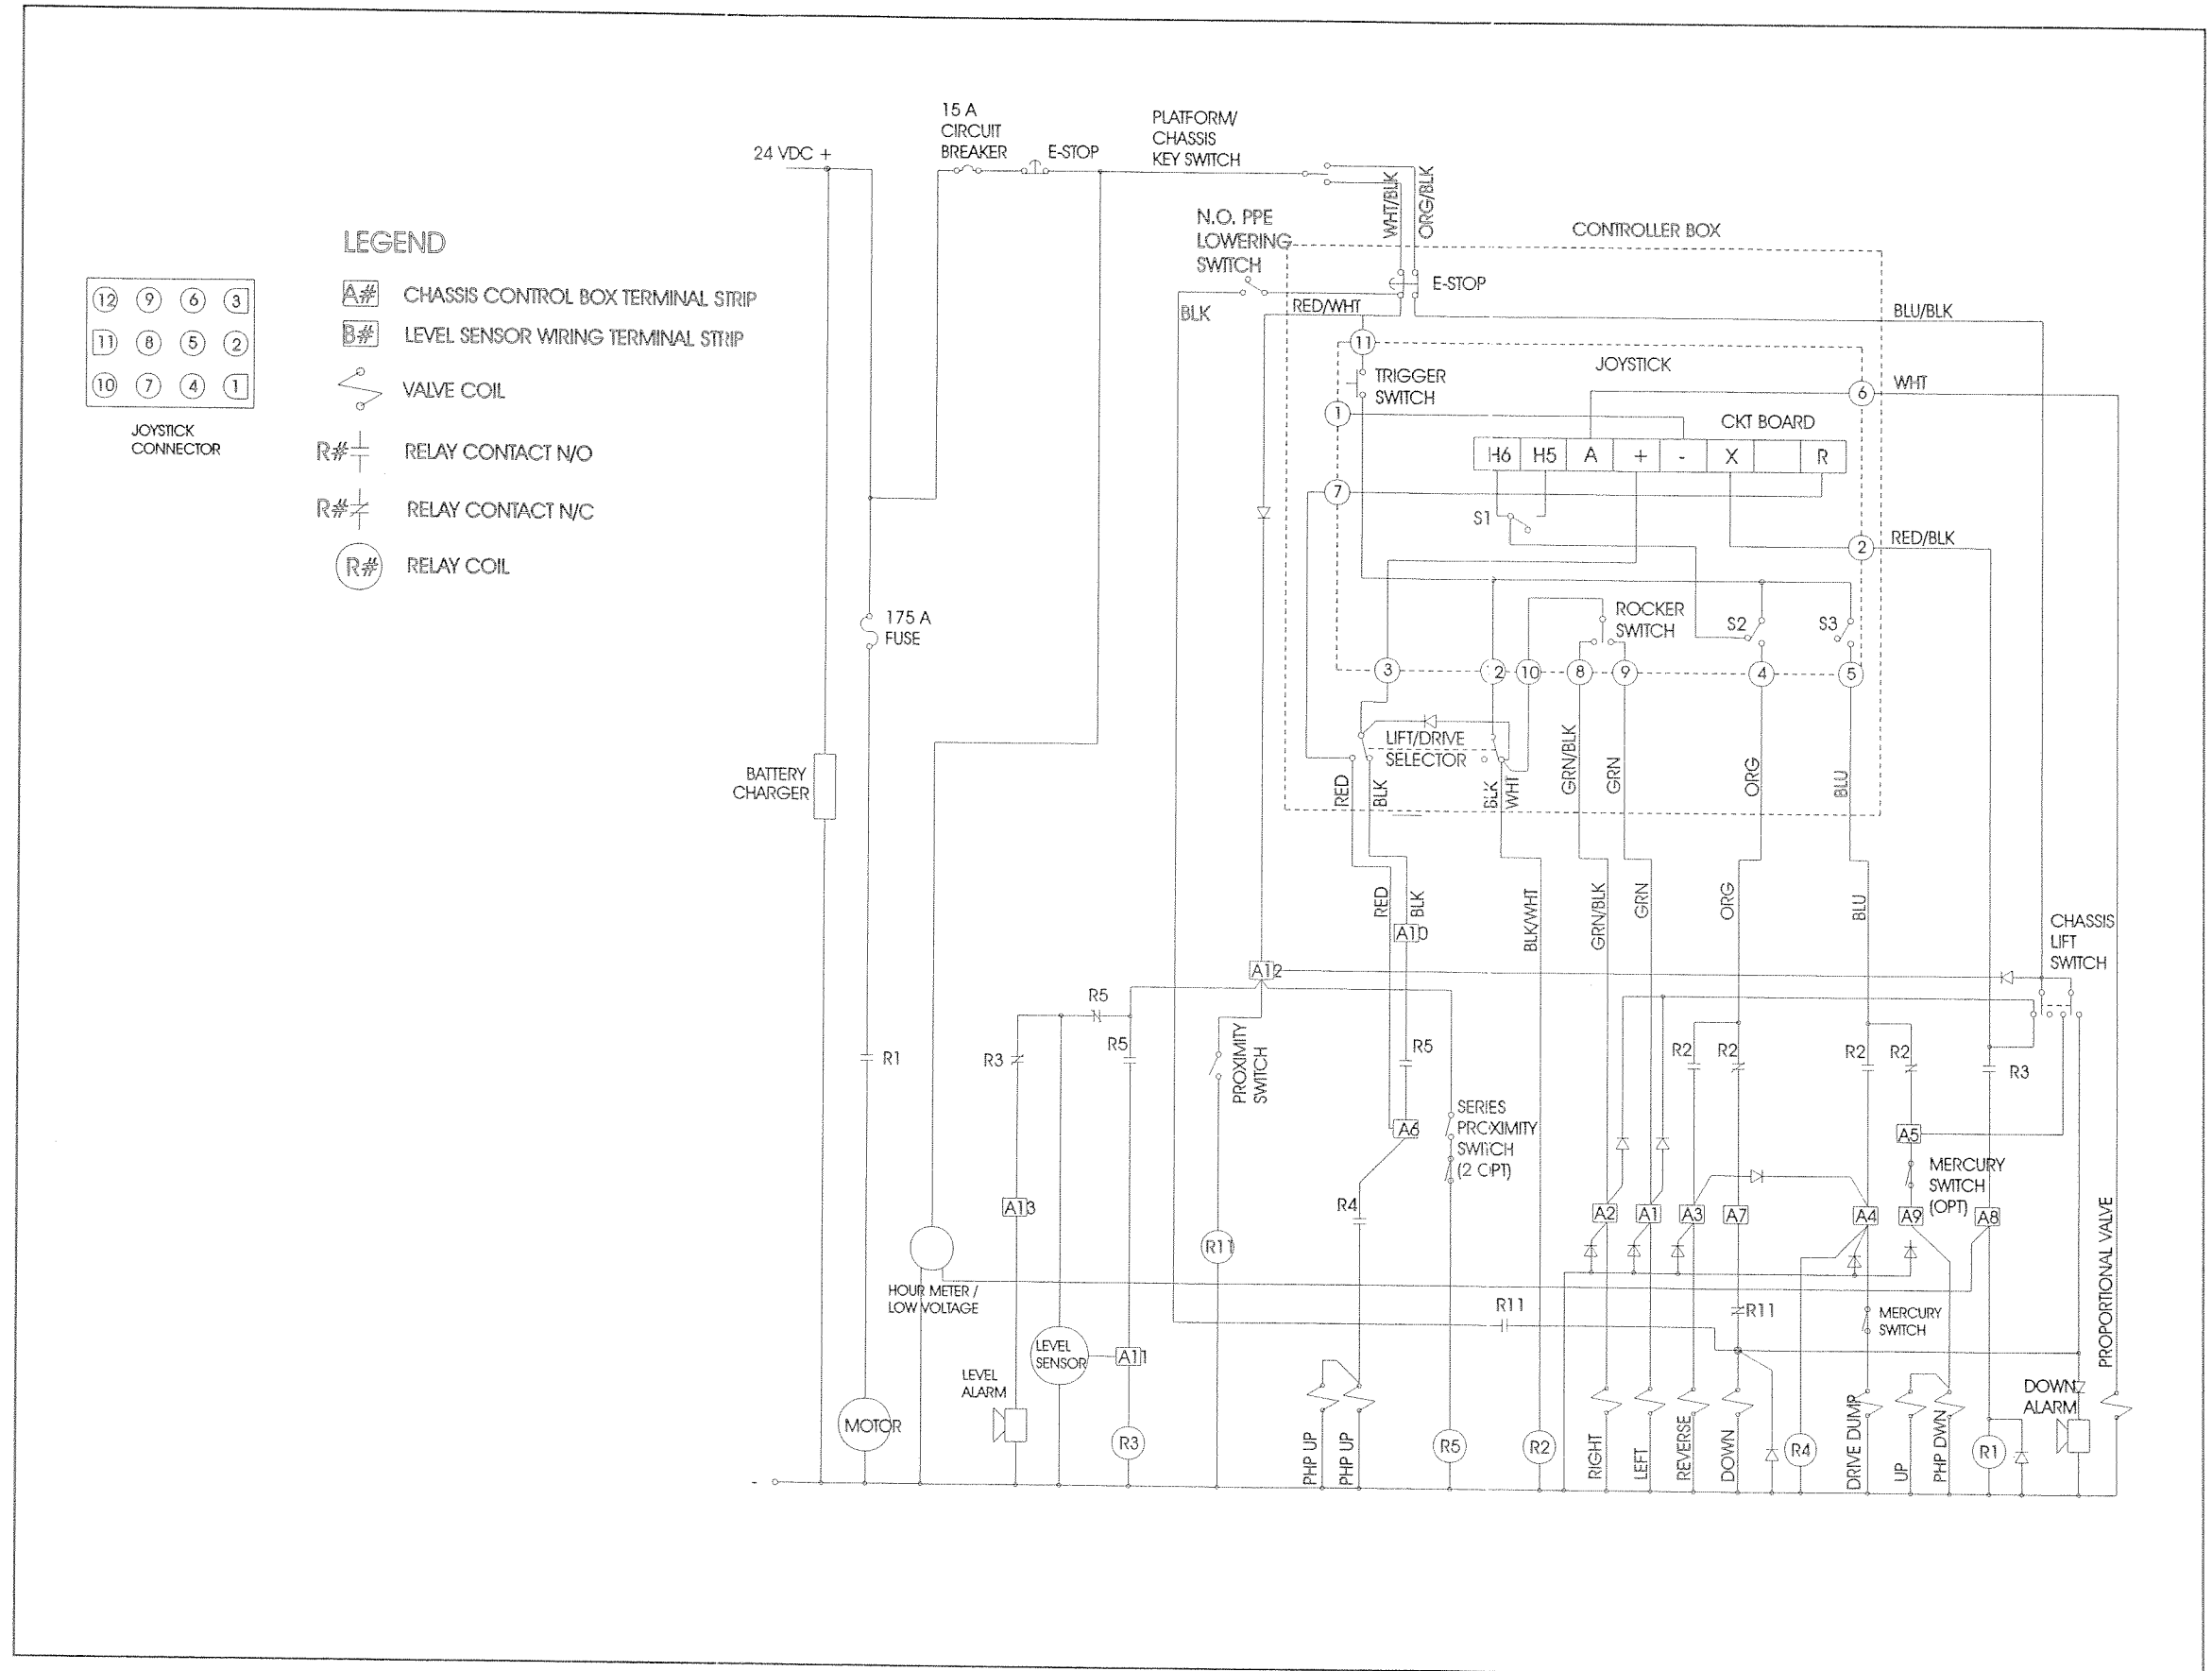 15 A
CIRCUIT
BREAKER
24 VDC +
E-STOP
PLATFORM/
CHASSIS
KEY SWITCH
WHT/BLK
ORG/BLK
LEGEND
A# CHASSIS CONTROL BOX TERMINAL STRIP
B# LEVEL SENSOR WIRING TERMINAL STRIP
VALVE COIL
R# RELAY CONTACT N/O
R# RELAY CONTACT N/C
R# RELAY COIL
12 9 6 3
11 8 5 2
10 7 4 1
JOYSTICK
CONNECTOR
N.O. PPE
LOWERING
SWITCH
CONTROLLER BOX
E-STOP
BLK
RED/WHT
BLU/BLK
11
JOYSTICK
TRIGGER
SWITCH
6
WHT
1
CKT BOARD
H6 H5 A + - X R
7
S1
2
RED/BLK
175 A
FUSE
ROCKER
SWITCH
S2
S3
3 2 10 8 9 4 5
LIFT/DRIVE
SELECTOR
BATTERY
CHARGER
RED
BLK
BLK
WHT
GRN/BLK
GRN
ORG
BLU
RED
BLK
BLK/WHT
GRN/BLK
GRN
ORG
BLU
A10
A12
CHASSIS
LIFT
SWITCH
R5
R1
R3
R5
PROXIMITY
SWITCH
R5
R2
R2
R2
R2
R3
SERIES
PROXIMITY
SWITCH
(2 OPT)
A6
A5
MERCURY
SWITCH
(OPT)
A13
R4
A2 A1 A3 A7 A4 A9 A8
R11
PROPORTIONAL VALVE
HOUR METER /
LOW VOLTAGE
R11
R11
MERCURY
SWITCH
LEVEL
SENSOR
A11
LEVEL
ALARM
DOWN
ALARM
MOTOR
R3
PHP UP
PHP UP
R5
R2
RIGHT
LEFT
REVERSE
DOWN
R4
DRIVE DUMP
UP
PHP DWN
R1
-